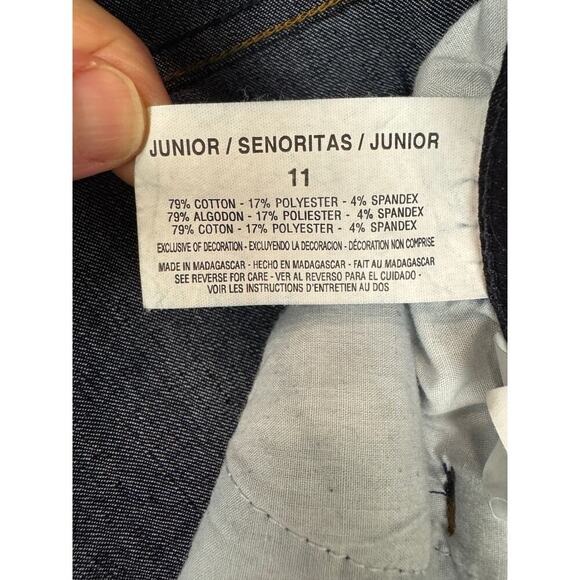 JUNIOR / SENORITAS / JUNIOR
11
79% COTTON - 17% POLYESTER - 4% SPANDEX
79% ALGODON - 17% POLIESTER - 4% SPANDEX
79% COTON - 17% POLYESTER - 4% SPANDEX
EXCLUSIVE OF DECORATION - EXCLUYENDO LA DECORACION - DÉCORATION NON COMPRISE
MADE IN MADAGASCAR - HECHO EN MADAGASCAR - FAIT AU MADAGASCAR
SEE REVERSE FOR CARE - VER AL REVERSO PARA EL CUIDADO -
VOIR LES INSTRUCTIONS D'ENTRETIEN AU DOS